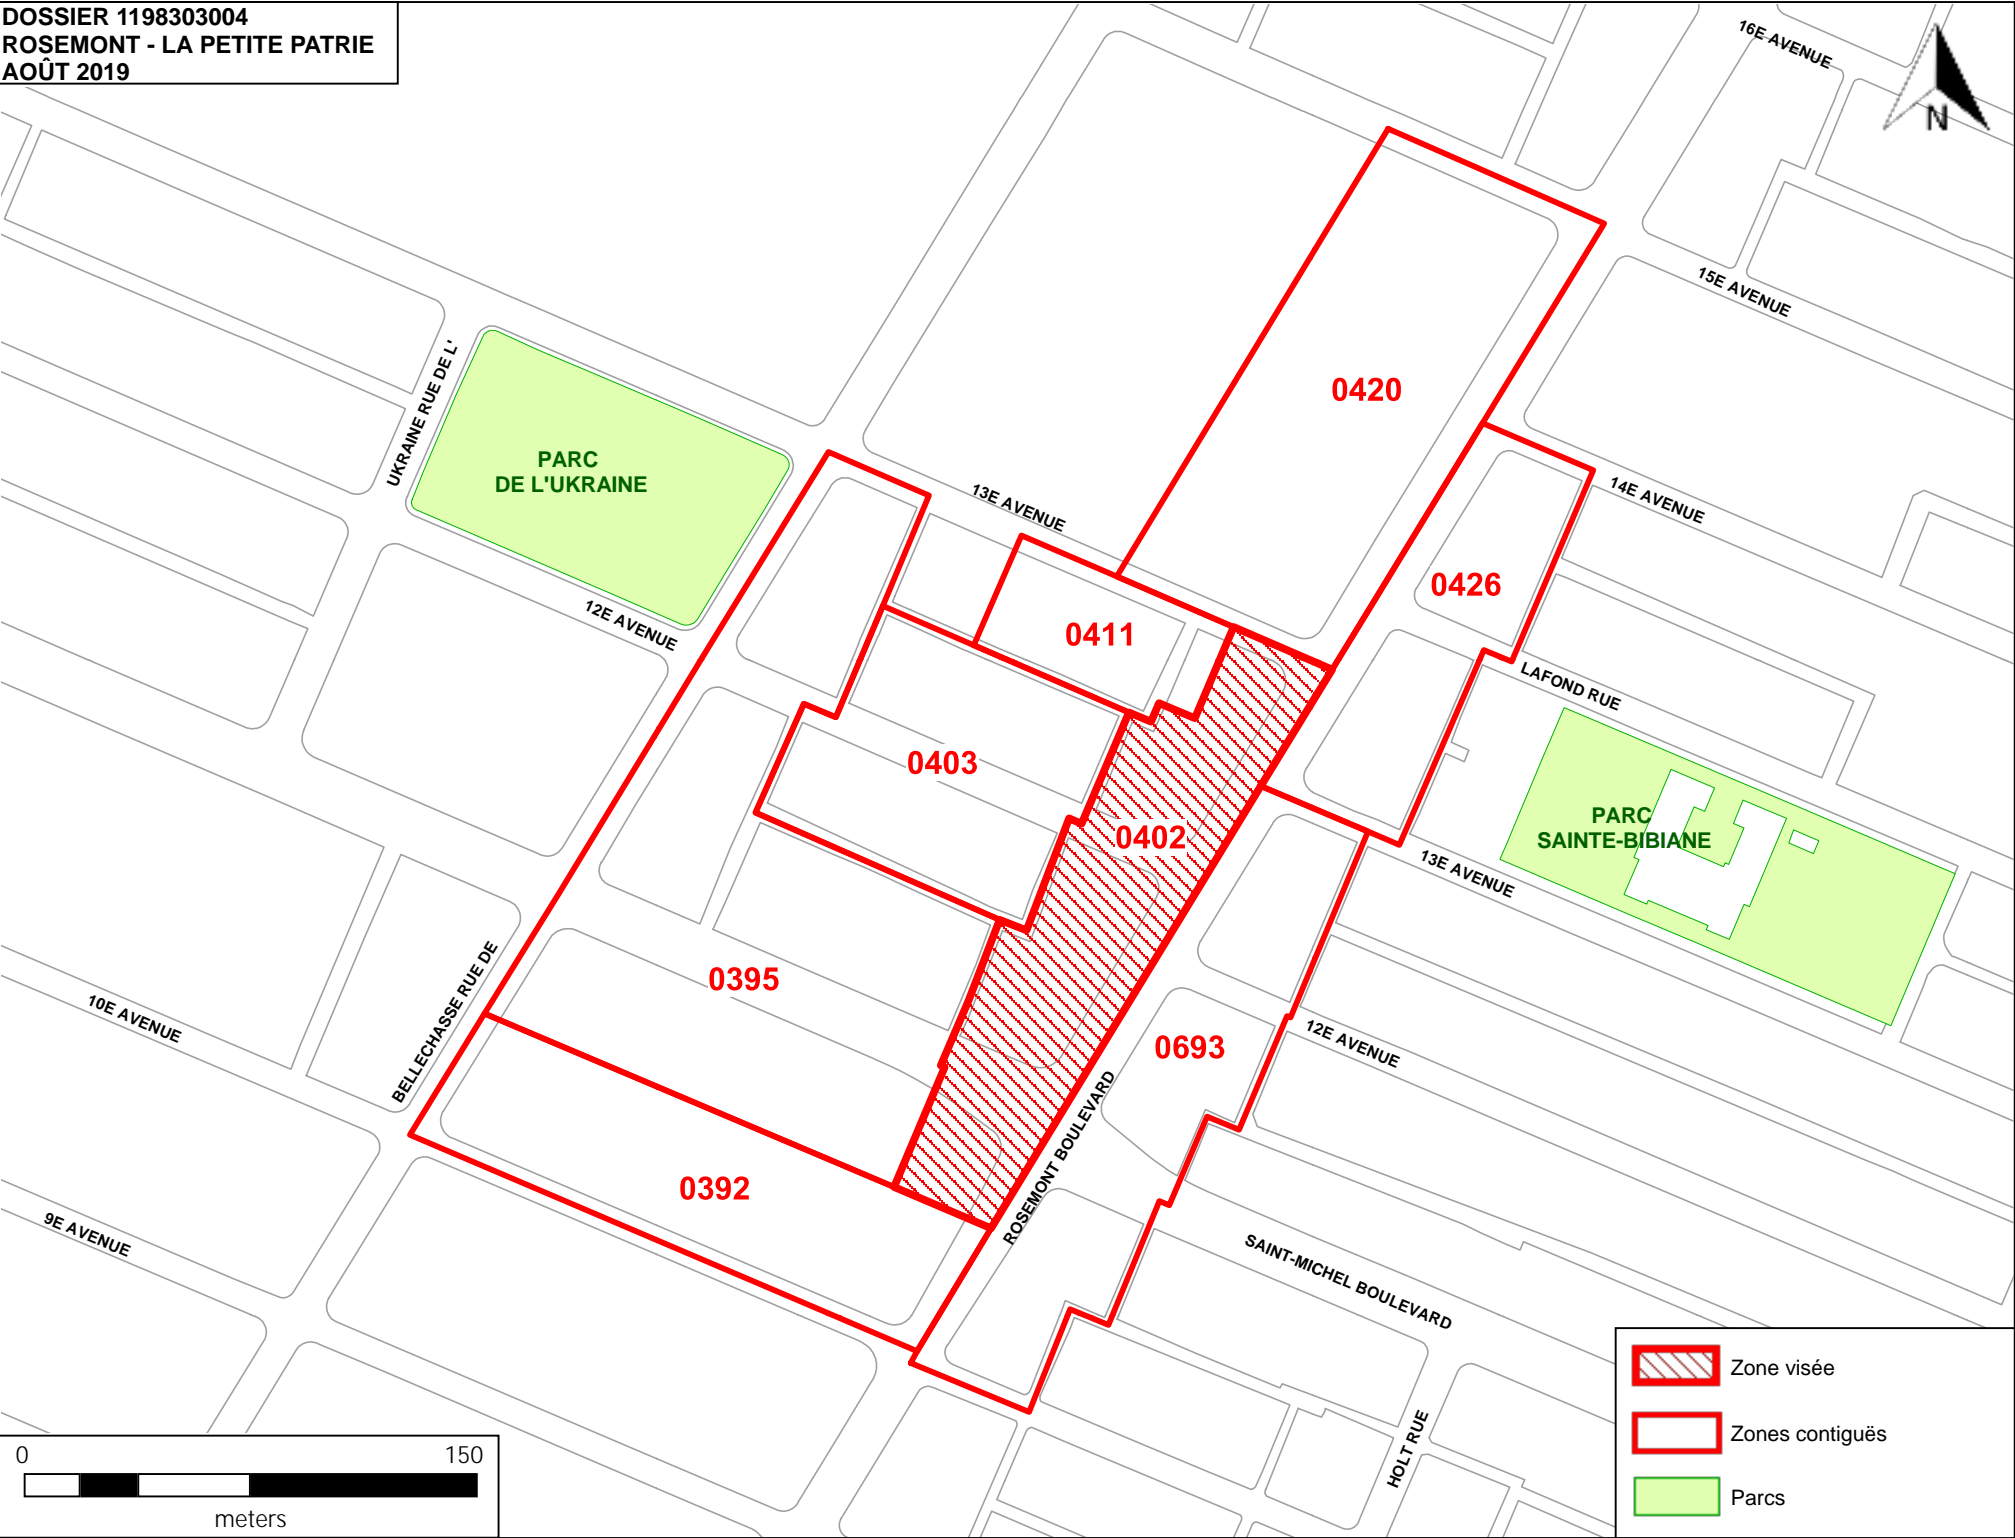 DOSSIER 1198303004
ROSEMONT - LA PETITE PATRIE
AOÛT 2019
16E AVENUE
N
15E AVENUE
UKRAINE RUE DE L'
PARC
DE L'UKRAINE
0420
13E AVENUE
14E AVENUE
12E AVENUE
0411
0426
LAFOND RUE
0403
0402
PARC
SAINTE-BIBIANE
13E AVENUE
0395
10E AVENUE
BELLECHASSE RUE DE
0693
12E AVENUE
ROSEMONT BOULEVARD
0392
9E AVENUE
SAINT-MICHEL BOULEVARD
HOLT RUE
Zone visée
Zones contiguës
Parcs
0 150
meters